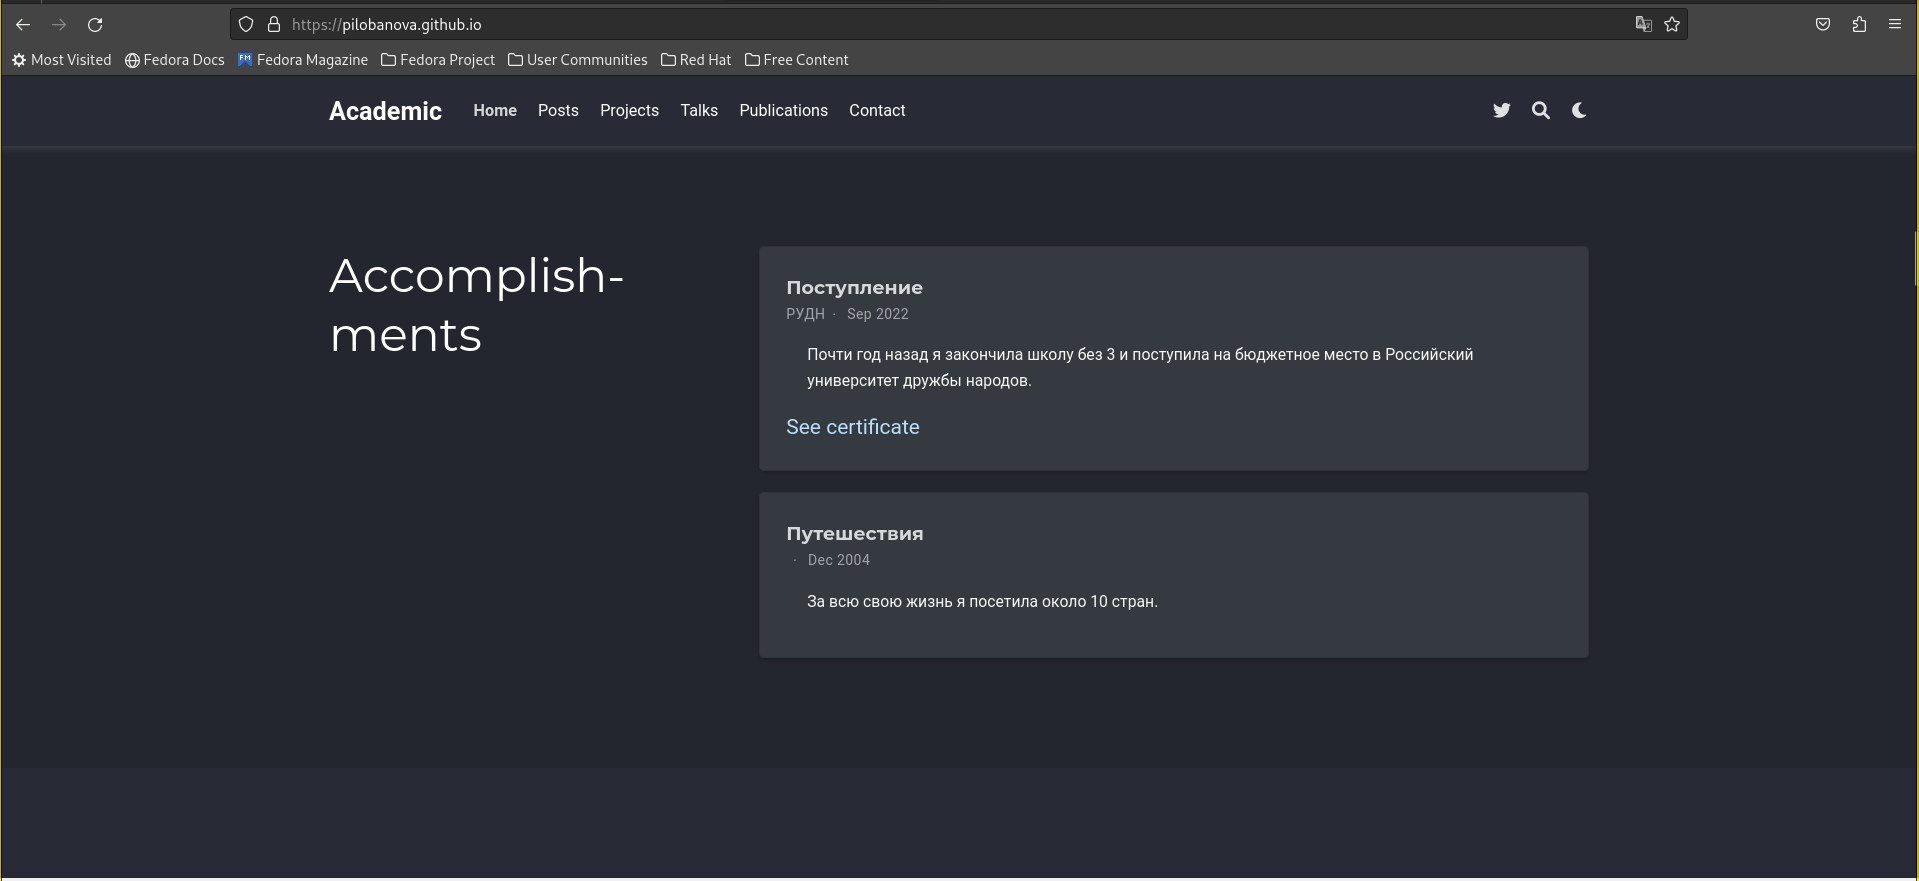 https://pilobanova.github.io
Most Visited Fedora Docs Fedora Magazine Fedora Project User Communities Red Hat Free Content
Academic Home Posts Projects Talks Publications Contact
Accomplish-
ments
Поступление
РУДН · Sep 2022
Почти год назад я закончила школу без 3 и поступила на бюджетное место в Российский
университет дружбы народов.
See certificate
Путешествия
· Dec 2004
За всю свою жизнь я посетила около 10 стран.